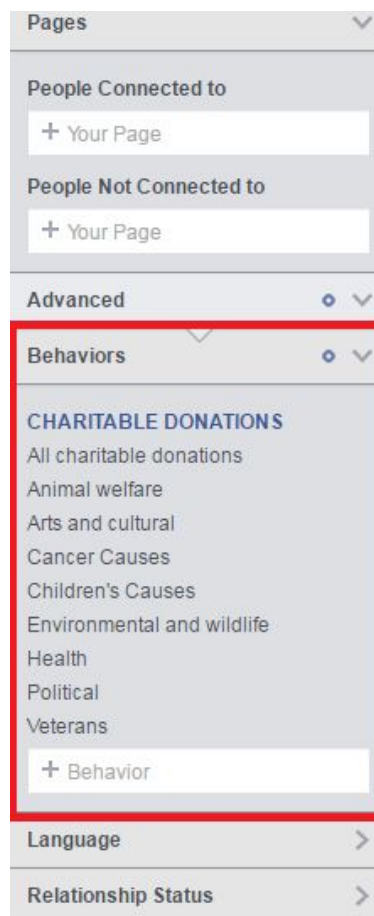 Pages
People Connected to
+ Your Page
People Not Connected to
+ Your Page
Advanced
Behaviors
CHARITABLE DONATIONS
All charitable donations
Animal welfare
Arts and cultural
Cancer Causes
Children's Causes
Environmental and wildlife
Health
Political
Veterans
+ Behavior
Language
Relationship Status